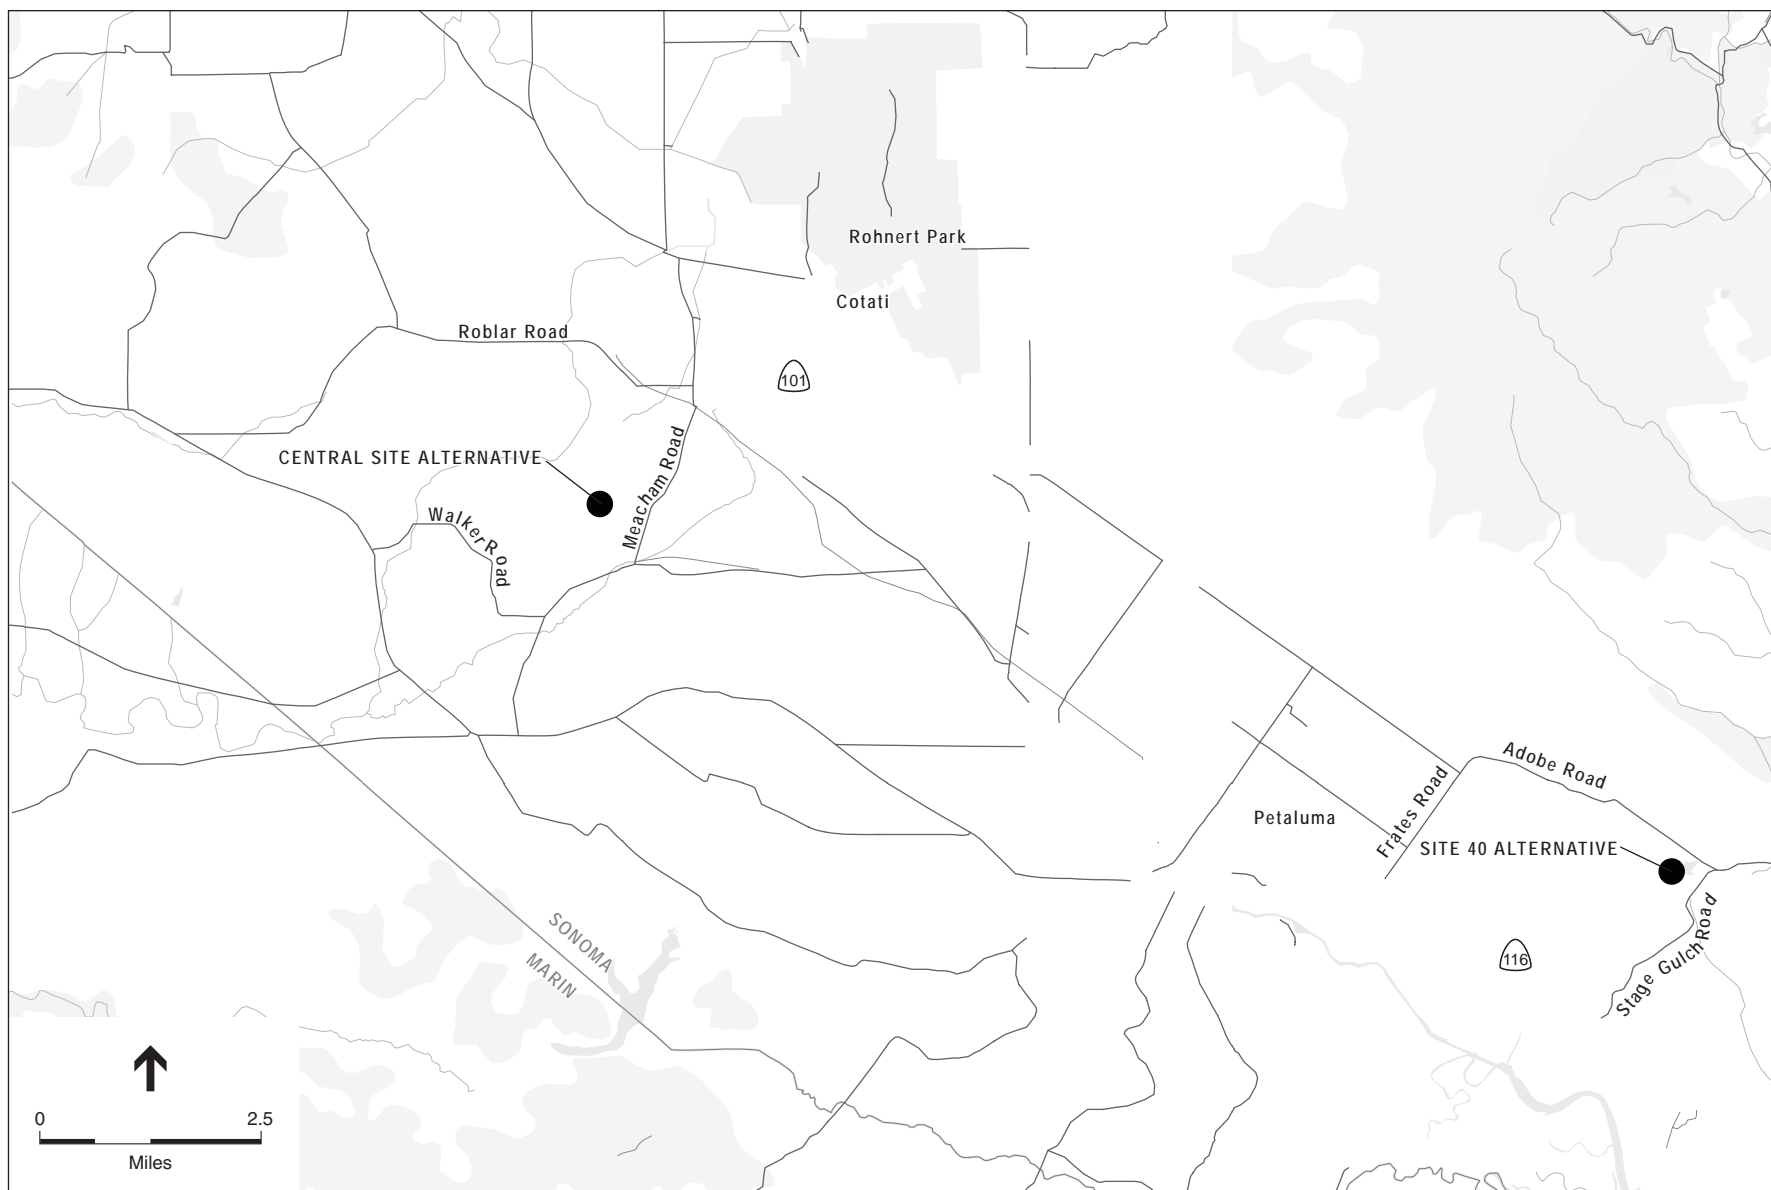 Rohnert Park
Cotati
Roblar Road
101
CENTRAL SITE ALTERNATIVE
Meacham Road
Walker Road
Adobe Road
Frates Road
Petaluma
SITE 40 ALTERNATIVE
Stage Gulch Road
116
SONOMA
MARIN
0 2.5
Miles